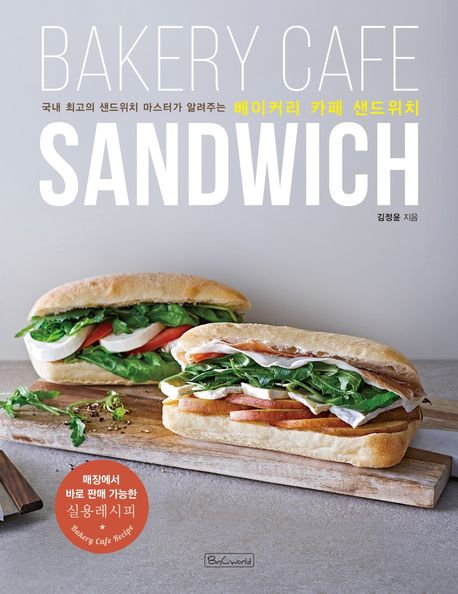 BAKERY CAFE
국내 최고의 샌드위치 마스터가 알려주는 베이커리 카페 샌드위치
SANDWICH
김정윤 지음
매장에서
바로 판매 가능한
실용레시피
Bakery Cafe Recipe
BnCworld